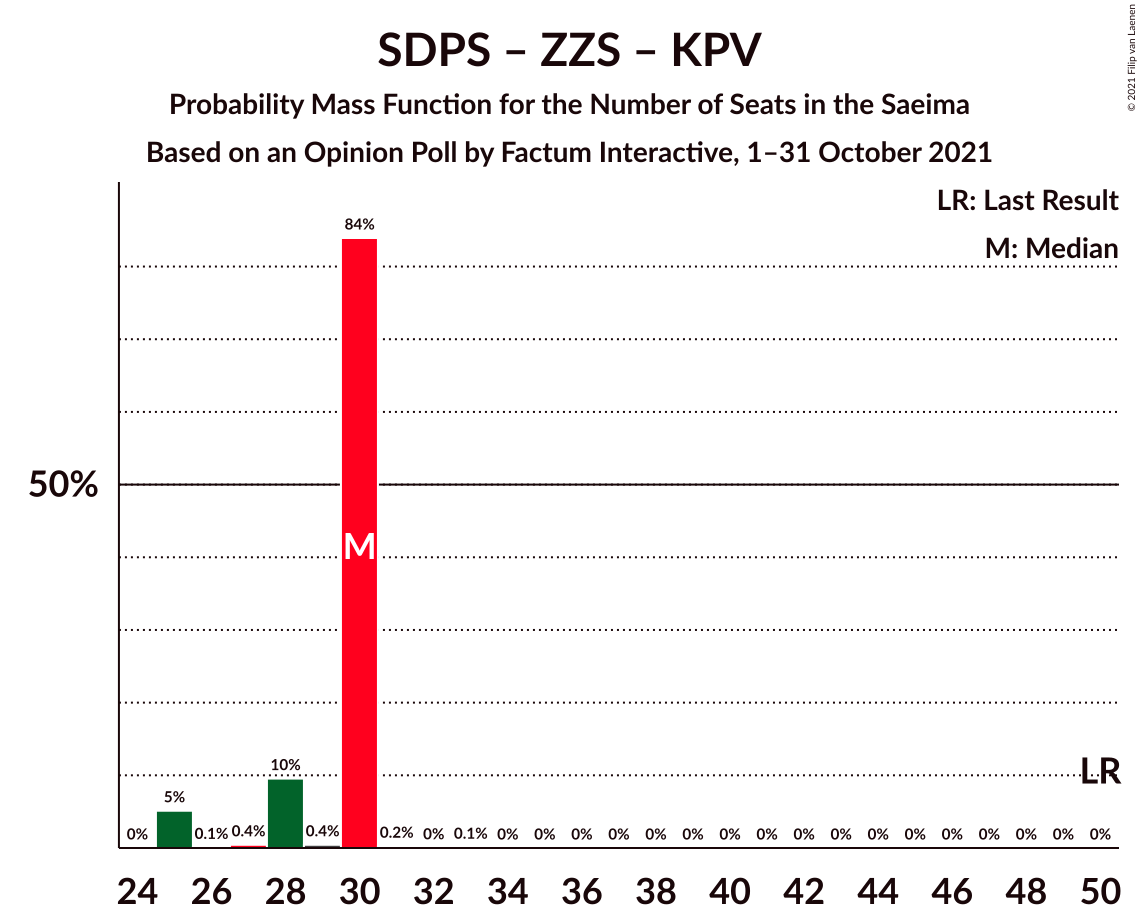 SDPS – ZZS – KPV
Probability Mass Function for the Number of Seats in the Saeima
Based on an Opinion Poll by Factum Interactive, 1–31 October 2021
© 2021 Filip van Laenen
LR: Last Result
M: Median
50%
84%
M
10%
5%
LR
0% 0.1% 0.4% 0.4% 0.2% 0% 0.1% 0% 0% 0% 0% 0% 0% 0% 0% 0% 0% 0% 0% 0% 0% 0% 0% 0%
24 26 28 30 32 34 36 38 40 42 44 46 48 50